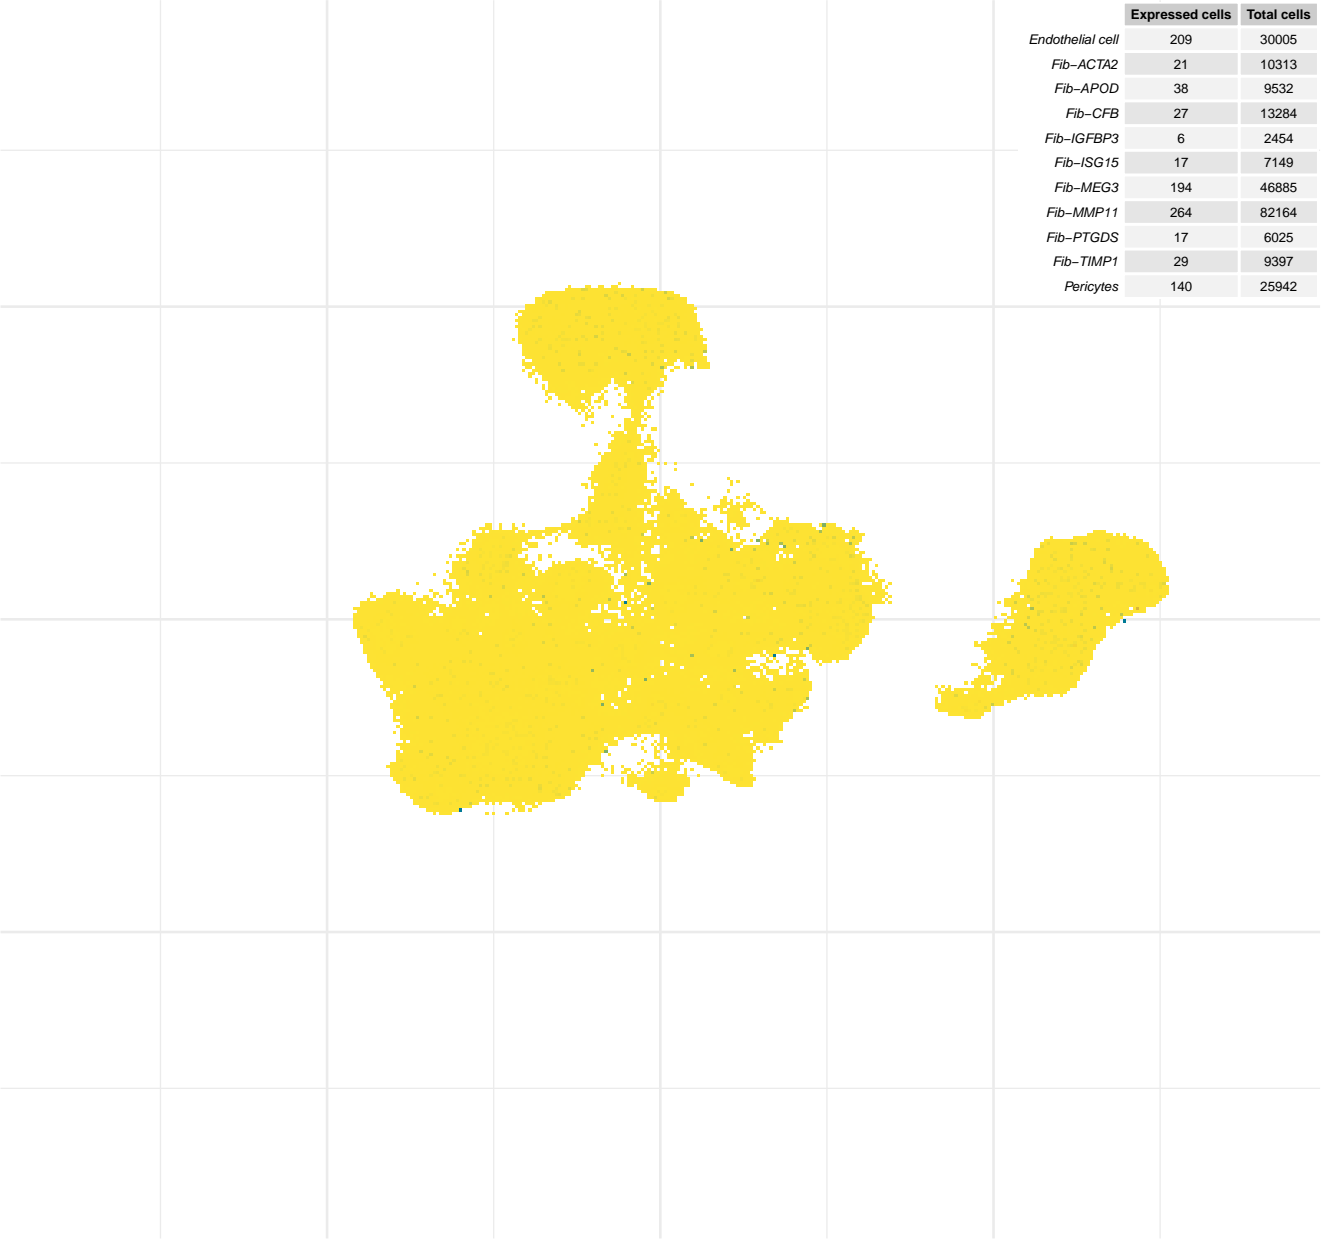 Expressed cells Total cells
Endothelial cell 209 30005
Fib−ACTA2 21 10313
Fib−APOD 38 9532
Fib−CFB 27 13284
Fib−IGFBP3 6 2454
Fib−ISG15 17 7149
Fib−MEG3 194 46885
Fib−MMP11 264 82164
Fib−PTGDS 17 6025
Fib−TIMP1 29 9397
Pericytes 140 25942